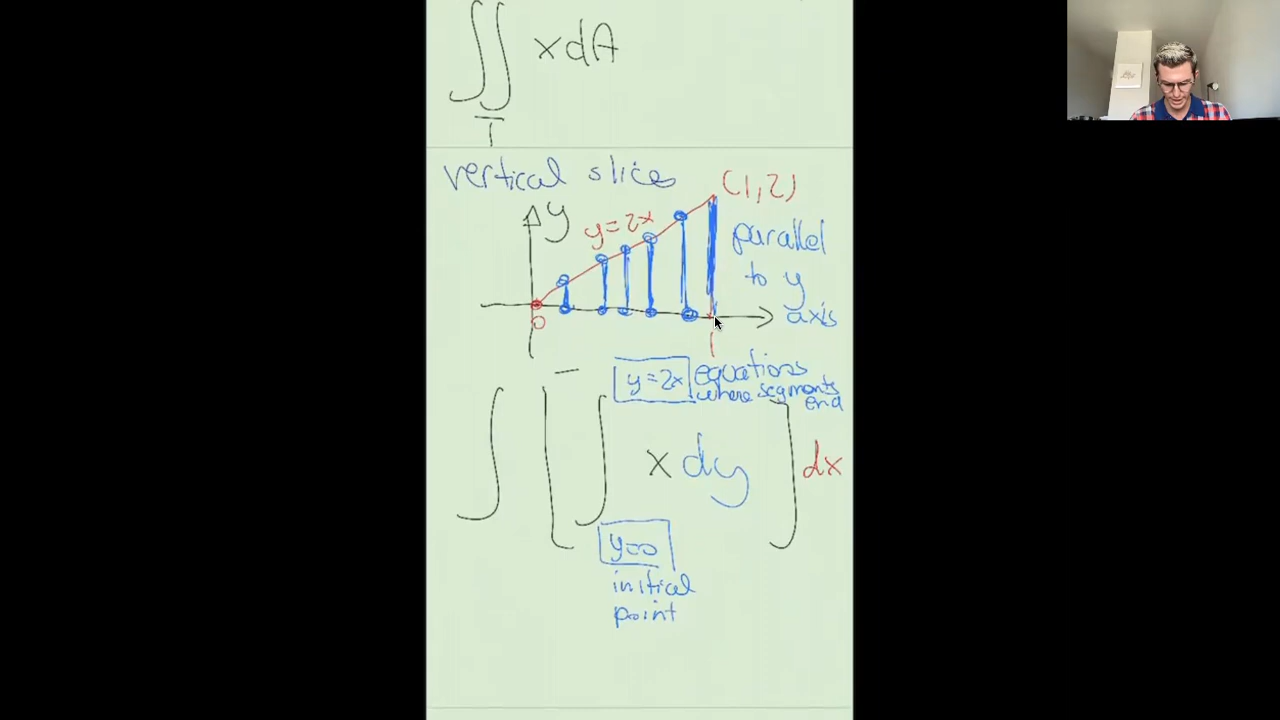 ∬ x dA
T
vertical slices
(1,2)
y
y=2x
parallel
to y
axis
0
1
y=2x
equations
where segments
end
∫ [ ∫ x dy ] dx
y=0
initial
point